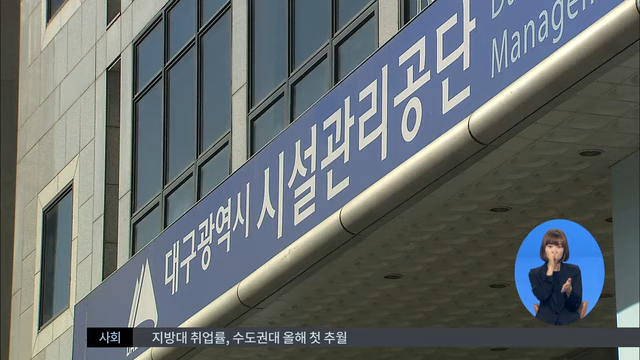 대구광역시 시설관리공단
Management
사회 지방대 취업률, 수도권대 올해 첫 추월